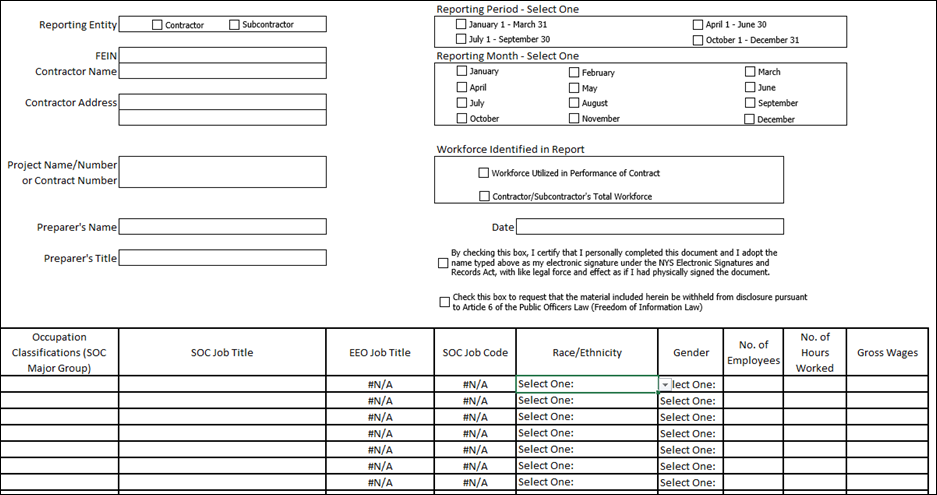 Reporting Entity
Contractor
Subcontractor
FEIN
Contractor Name
Contractor Address
Project Name/Number
or Contract Number
Preparer's Name
Preparer's Title
Reporting Period - Select One
January 1 - March 31
April 1 - June 30
July 1 - September 30
October 1 - December 31
Reporting Month - Select One
January
February
March
April
May
June
July
August
September
October
November
December
Workforce Identified in Report
Workforce Utilized in Performance of Contract
Contractor/Subcontractor's Total Workforce
Date
By checking this box, I certify that I personally completed this document and I adopt the
name typed above as my electronic signature under the NYS Electronic Signatures and
Records Act, with like legal force and effect as if I had physically signed the document.
Check this box to request that the material included herein be withheld from disclosure pursuant
to Article 6 of the Public Officers Law (Freedom of Information Law)
Occupation
Classifications (SOC
Major Group)
SOC Job Title
EEO Job Title
SOC Job Code
Race/Ethnicity
Gender
No. of
Employees
No. of
Hours
Worked
Gross Wages
#N/A #N/A Select One: lect One:
#N/A #N/A Select One: Select One:
#N/A #N/A Select One: Select One:
#N/A #N/A Select One: Select One:
#N/A #N/A Select One: Select One:
#N/A #N/A Select One: Select One:
#N/A #N/A Select One: Select One: